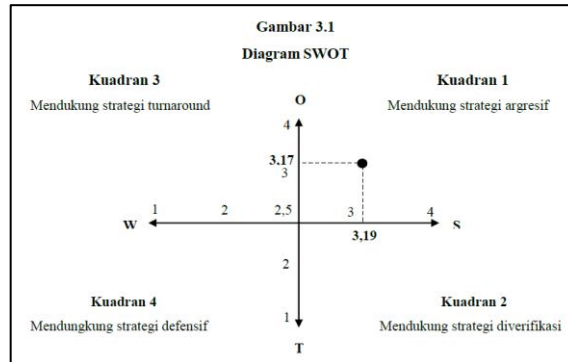 Gambar 3.1
Diagram SWOT
Kuadran 3
Kuadran 1
Mendukung strategi turnaround
O
Mendukung strategi argresif
4
3,17
3
1
2
2,5
3
4
W
S
3,19
2
Kuadran 4
Kuadran 2
Mendungkung strategi defensif
1
Mendukung strategi diverifikasi
T